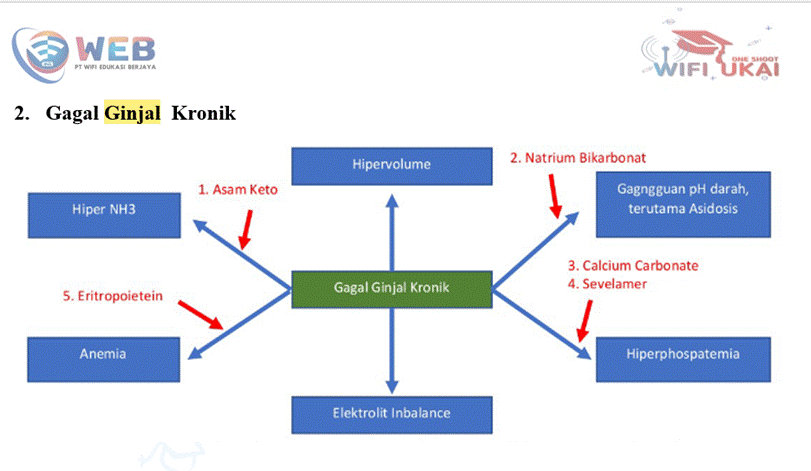 WEB
PT WIFI EDUKASI BERJAYA
ONE SHOOT
WIFI UKAI
2. Gagal Ginjal Kronik
Hipervolume
2. Natrium Bikarbonat
1. Asam Keto
Hiper NH3
Gagngguan pH darah,
terutama Asidosis
3. Calcium Carbonate
4. Sevelamer
Gagal Ginjal Kronik
5. Eritropoietein
Anemia
Hiperphospatemia
Elektrolit Inbalance